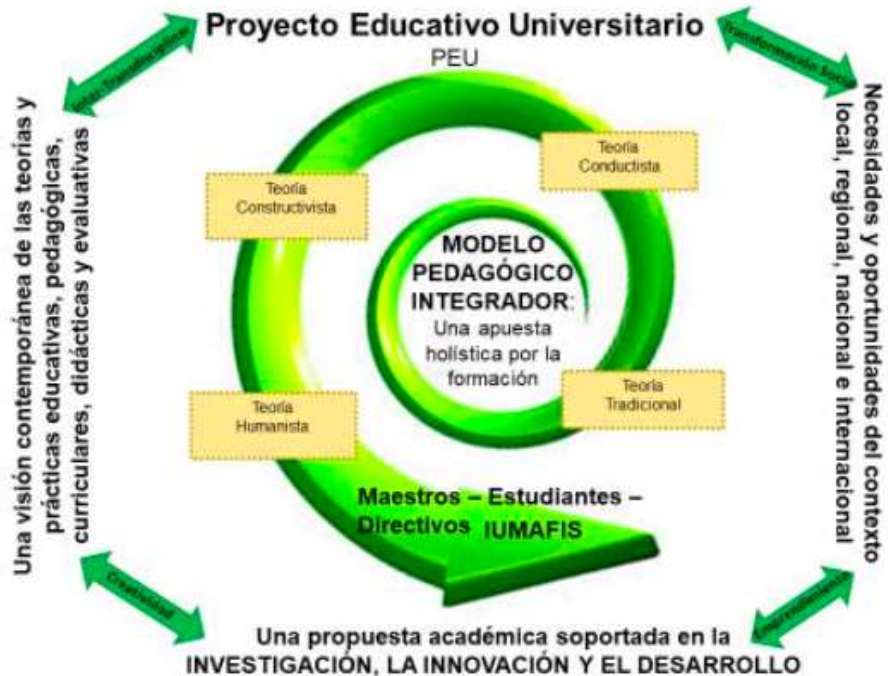 Proyecto Educativo Universitario
PEU
Inter-Transdisciplinar
Transformación Social
Una visión contemporánea de las teorías y
prácticas educativas, pedagógicas,
curriculares, didácticas y evaluativas
Teoría
Constructivista
Teoría
Conductista
MODELO
PEDAGÓGICO
INTEGRADOR:
Una apuesta
holística por la
formación
Teoría
Humanista
Teoría
Tradicional
Necesidades y oportunidades del contexto
local, regional, nacional e internacional
Maestros – Estudiantes –
Directivos IUMAFIS
Creatividad
Emprendimiento
Una propuesta académica soportada en la
INVESTIGACIÓN, LA INNOVACIÓN Y EL DESARROLLO